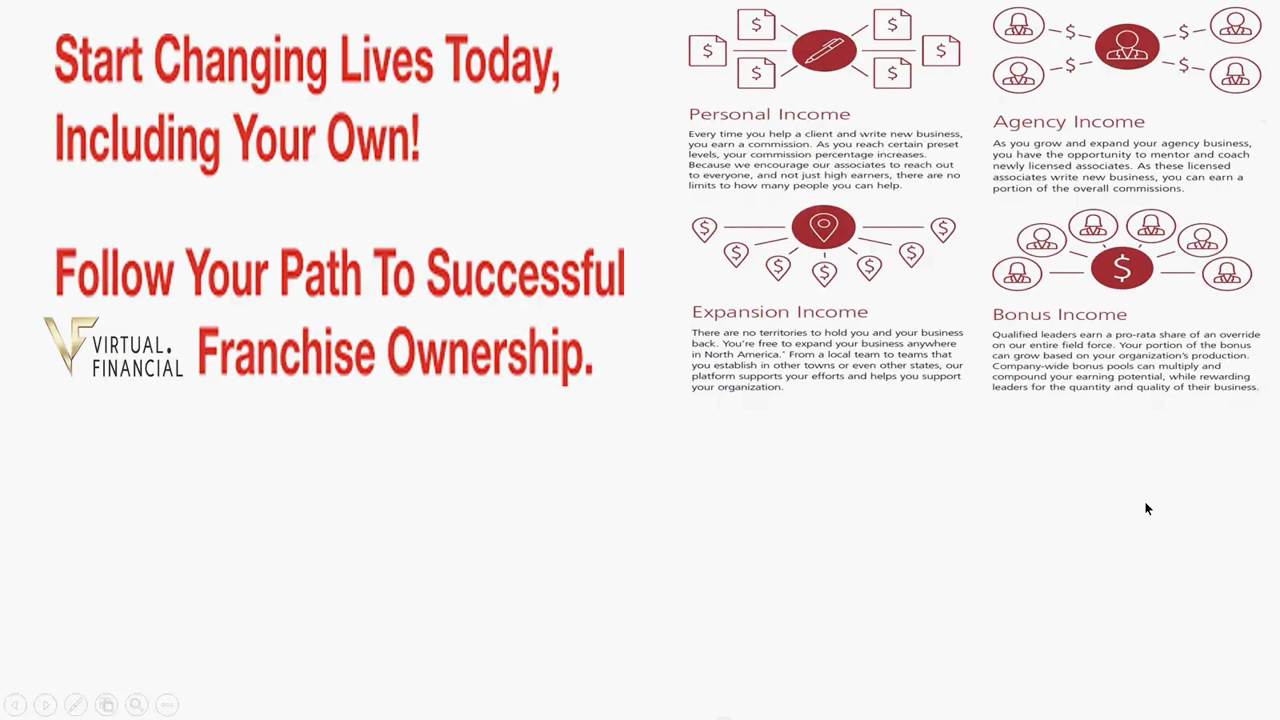 Start Changing Lives Today,
Including Your Own!
Follow Your Path To Successful
VIRTUAL.
FINANCIAL
Franchise Ownership.
Personal Income
Every time you help a client and write new business,
you earn a commission. As you reach certain preset
levels, your commission percentage increases.
Because we encourage our associates to reach out
to everyone, and not just high earners, there are no
limits to how many people you can help.
Agency Income
As you grow and expand your agency business,
you have the opportunity to mentor and coach
newly licensed associates. As these licensed
associates write new business, you can earn a
portion of the overall commissions.
Expansion Income
There are no territories to hold you and your business
back. You're free to expand your business anywhere
in North America.* From a local team to teams that
you establish in other towns or even other states, our
platform supports your efforts and helps you support
your organization.
Bonus Income
Qualified leaders earn a pro-rata share of an override
on our entire field force. Your portion of the bonus
can grow based on your organization's production.
Company-wide bonus pools can multiply and
compound your earning potential, while rewarding
leaders for the quantity and quality of their business.